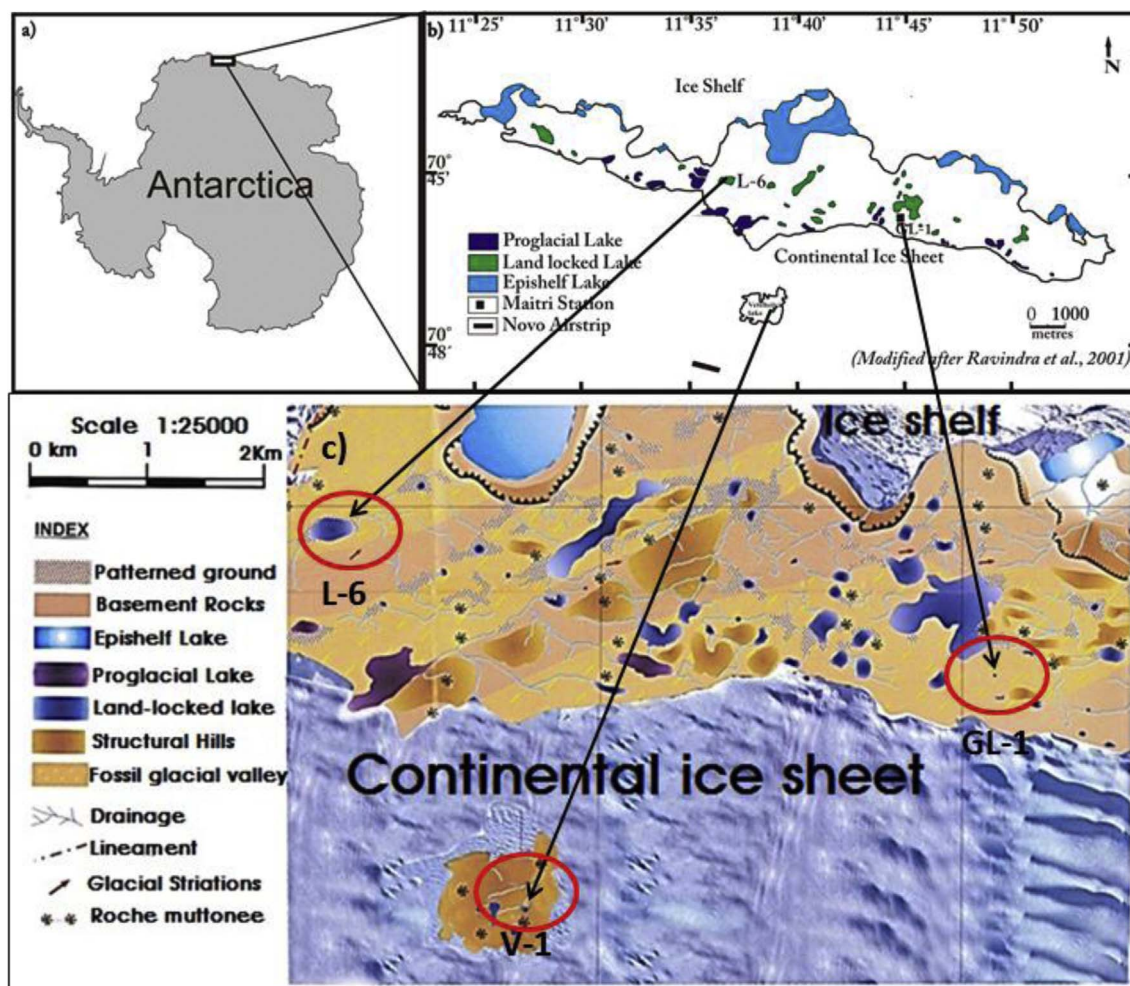 a)
Antarctica
b)
11°25' 11°30' 11°35' 11°40' 11°45' 11°50'
N
Ice Shelf
70°
45'
L-6
GL-1
Continental Ice Sheet
Proglacial Lake
Land locked Lake
Epishelf Lake
Maitri Station
Novo Airstrip
lake
0 1000
metres
70°
48'
(Modified after Ravindra et al., 2001)
Scale 1:25000
0 km 1 2Km
INDEX
Patterned ground
Basement Rocks
Epishelf Lake
Proglacial Lake
Land-locked lake
Structural Hills
Fossil glacial valley
Drainage
Lineament
Glacial Striations
Roche muttonee
c)
Ice shelf
L-6
GL-1
Continental ice sheet
V-1